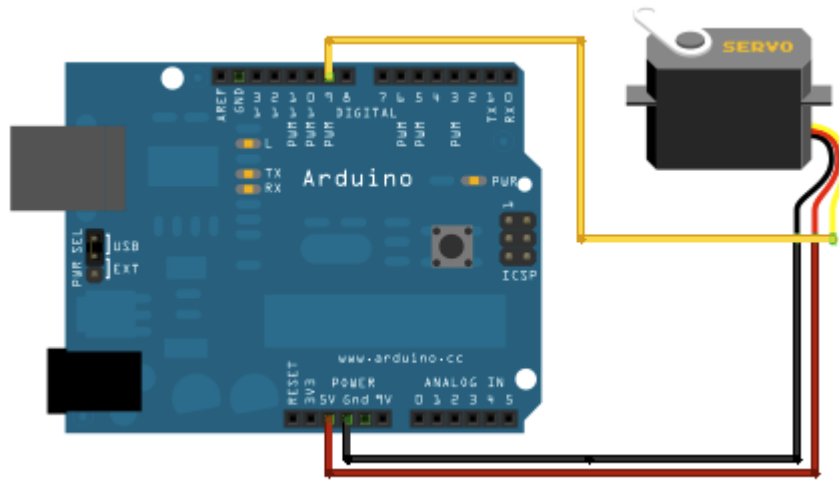 SERVO
AREF
GND
13
12
11
10
9
8
7
6
5
4
3
2
1
0
PWM
PWM
PWM
PWM
PWM
PWM
TX
RX
DIGITAL
L
TX
RX
Arduino
PWR
1
ICSP
PWR SEL
USB
EXT
www.arduino.cc
POWER
RESET
3V3
5V Gnd 9V
ANALOG IN
0 1 2 3 4 5